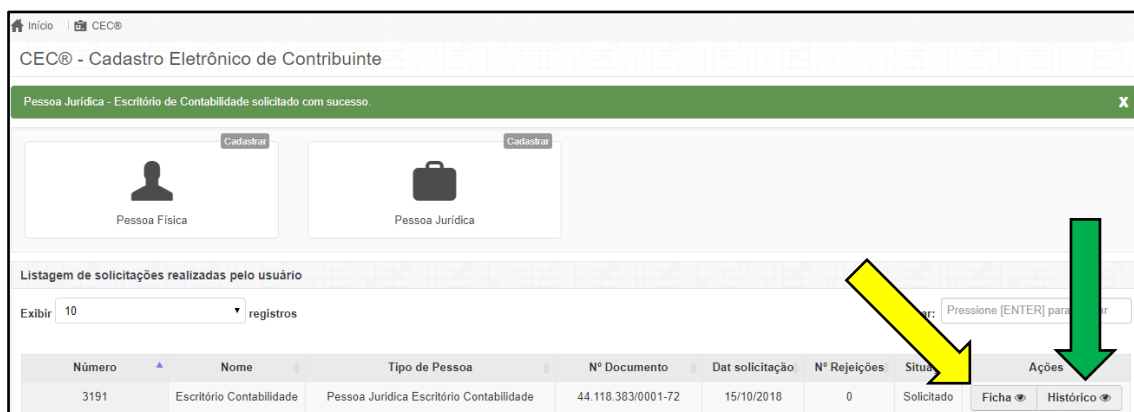 Início CEC®
CEC® - Cadastro Eletrônico de Contribuinte
Pessoa Jurídica - Escritório de Contabilidade solicitado com sucesso. X
Cadastrar Cadastrar
Pessoa Física Pessoa Jurídica
Listagem de solicitações realizadas pelo usuário
Exibir 10 registros Pressione [ENTER] para
Número Nome Tipo de Pessoa Nº Documento Dat solicitação Nº Rejeições Ações
3191 Escritório Contabilidade Pessoa Juridica Escritório Contabilidade 44.118.383/0001-72 15/10/2018 0 Solicitado Ficha Histórico